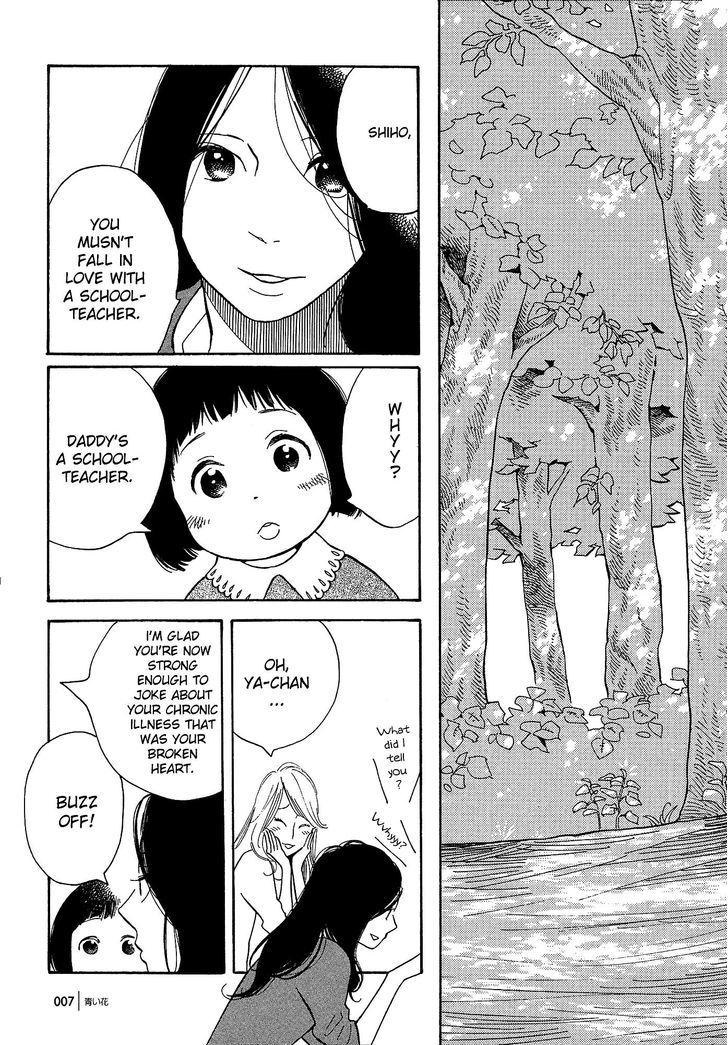 SHIHO,
YOU
MUSN'T
FALL IN
LOVE WITH
A SCHOOL-
TEACHER.
WHYY?
DADDY'S
A SCHOOL-
TEACHER.
OH,
YA-CHAN
...
What
did I
tell
you
?
Whyyy?
I'M GLAD
YOU'RE NOW
STRONG
ENOUGH TO
JOKE ABOUT
YOUR CHRONIC
ILLNESS THAT
WAS YOUR
BROKEN
HEART.
BUZZ
OFF!
007 | 青い花